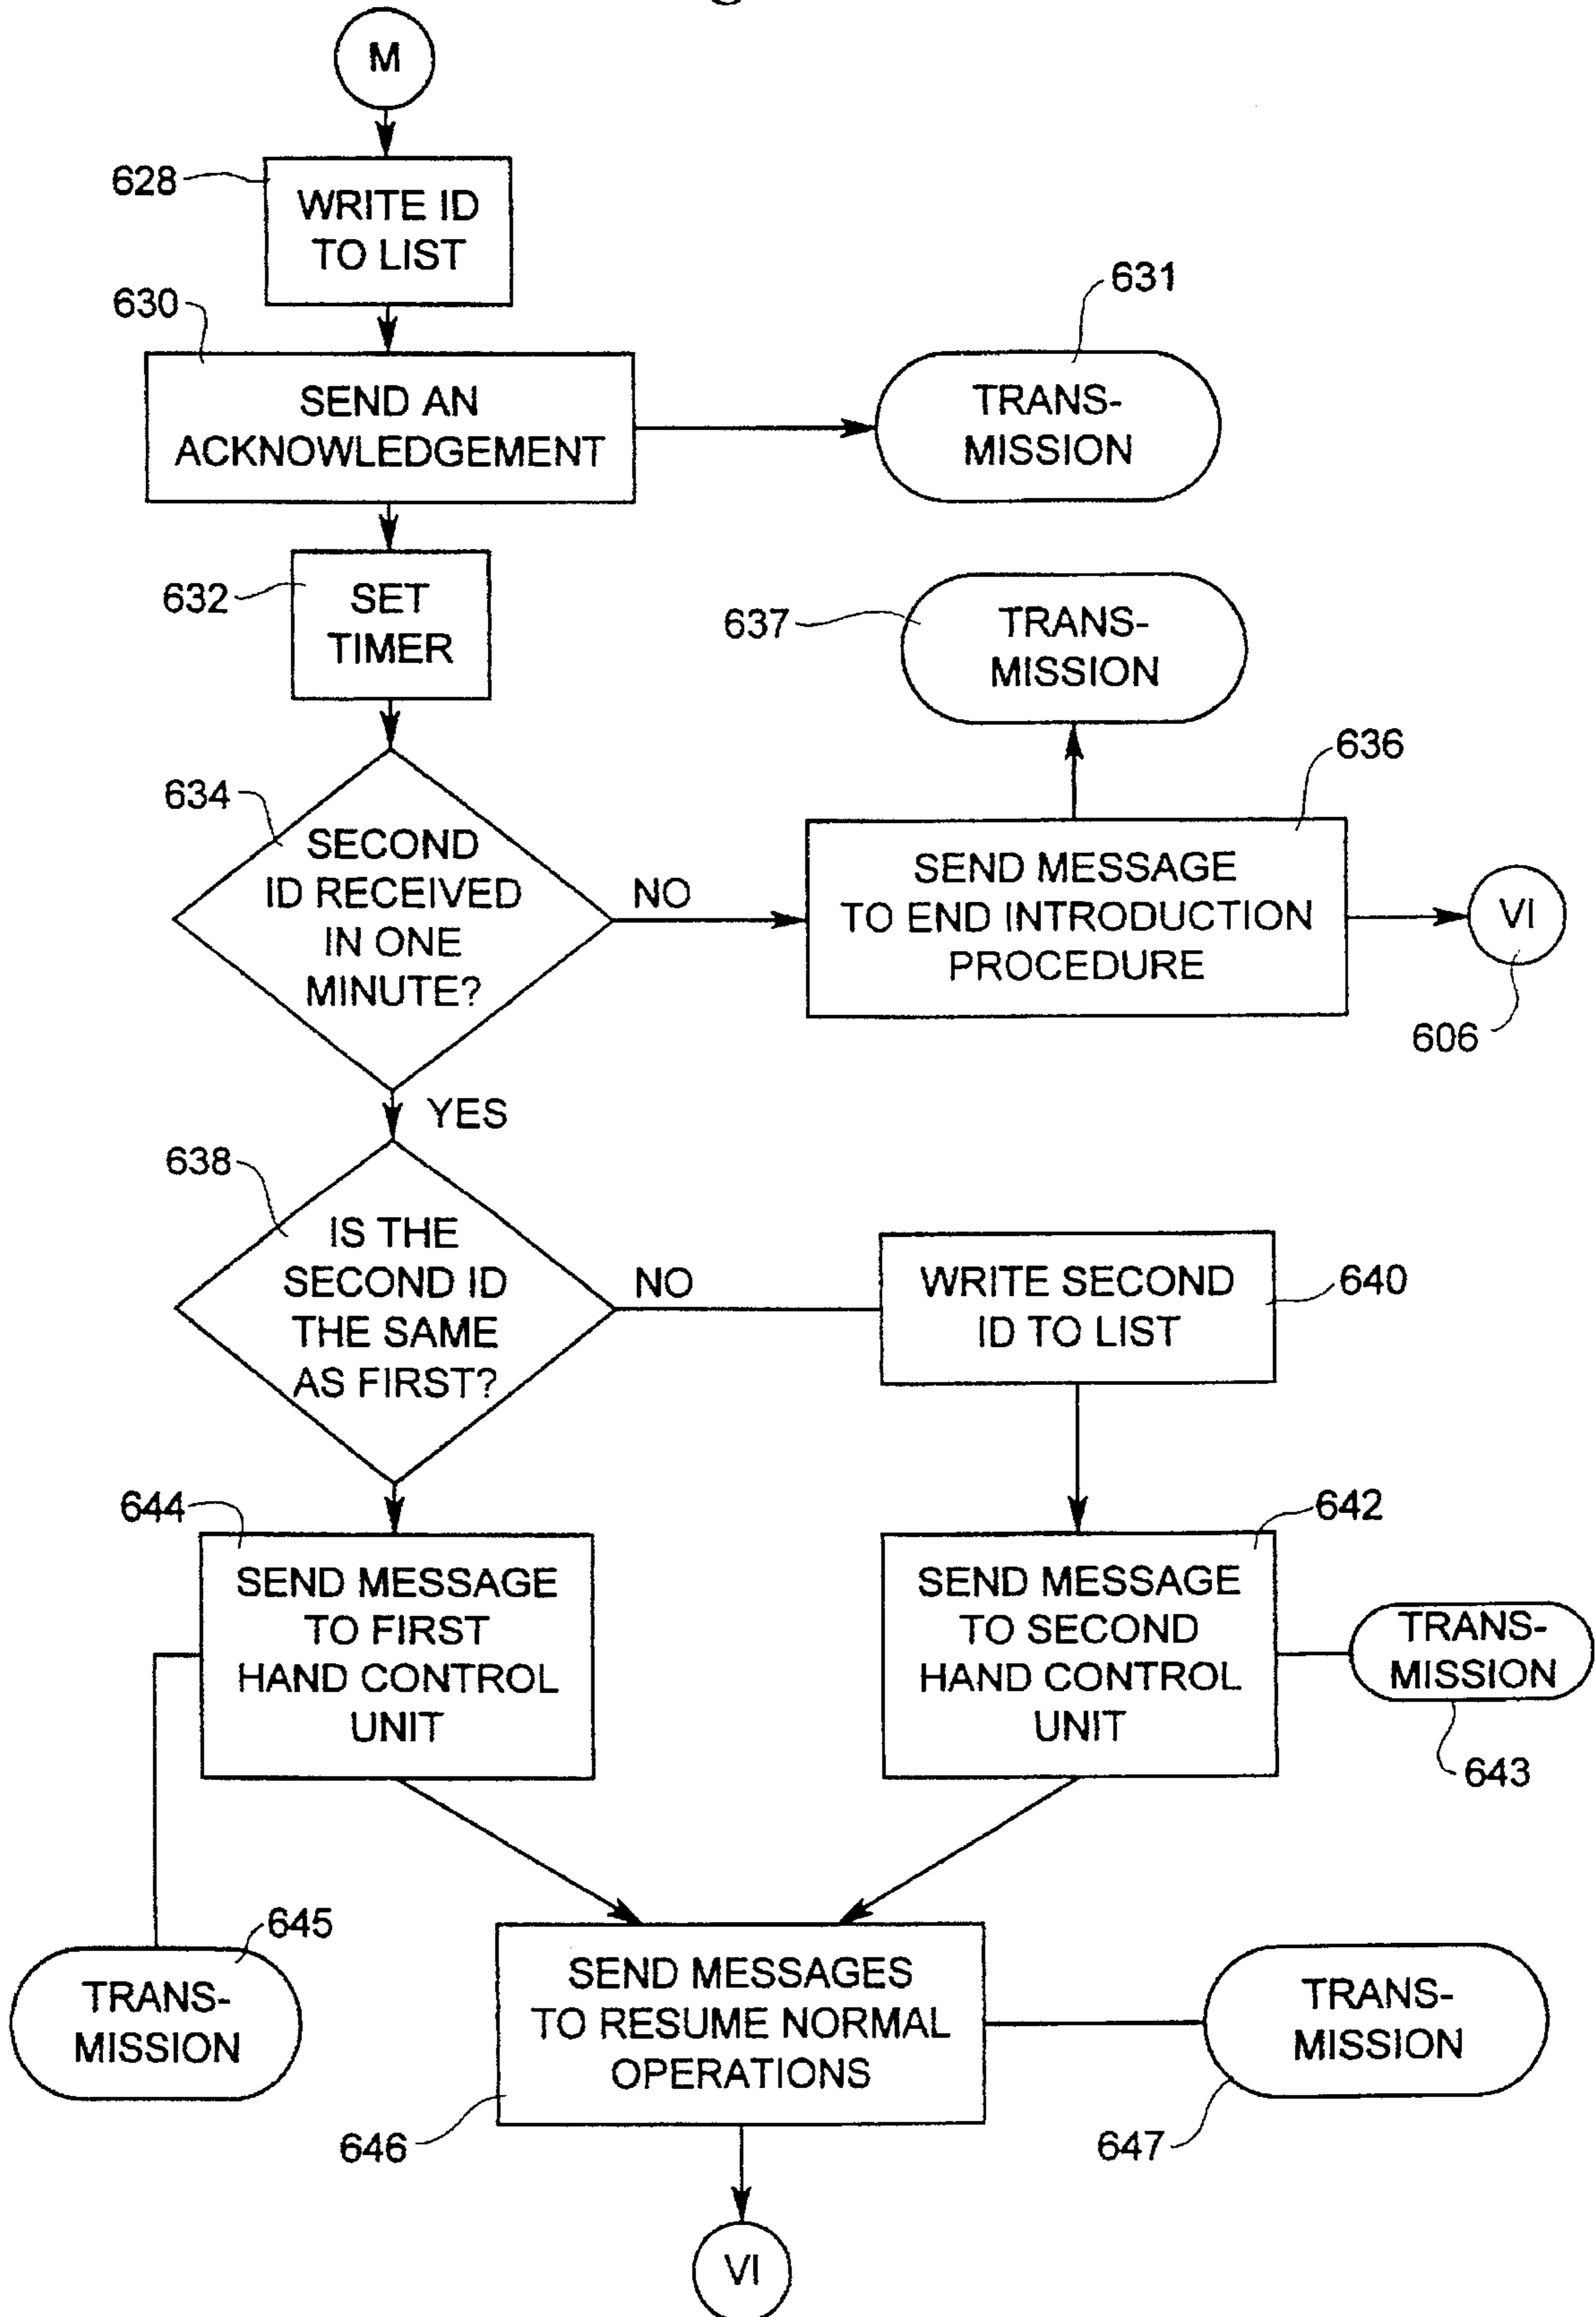 M
628
WRITE ID
TO LIST
630
SEND AN
ACKNOWLEDGEMENT
631
TRANS-
MISSION
632
SET
TIMER
637
TRANS-
MISSION
634
SECOND
ID RECEIVED
IN ONE
MINUTE?
NO
636
SEND MESSAGE
TO END INTRODUCTION
PROCEDURE
VI
606
YES
638
IS THE
SECOND ID
THE SAME
AS FIRST?
NO
WRITE SECOND
ID TO LIST
640
644
SEND MESSAGE
TO FIRST
HAND CONTROL
UNIT
642
SEND MESSAGE
TO SECOND
HAND CONTROL
UNIT
TRANS-
MISSION
643
645
TRANS-
MISSION
SEND MESSAGES
TO RESUME NORMAL
OPERATIONS
646
TRANS-
MISSION
647
VI